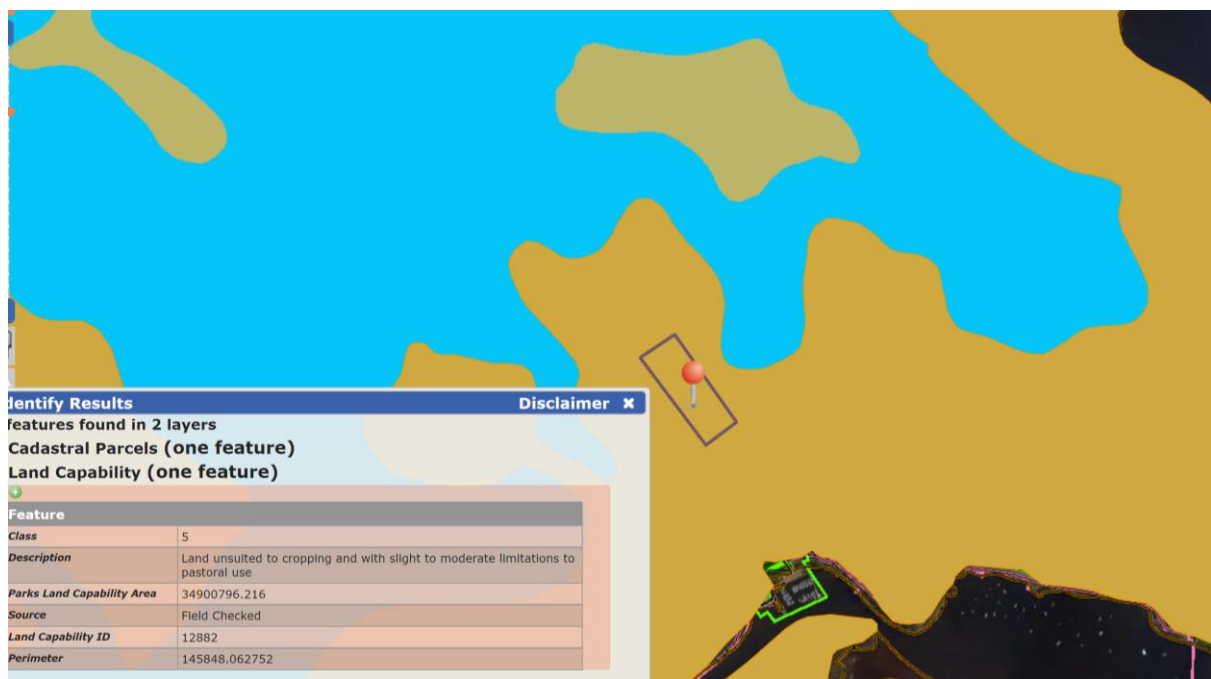 dentify Results Disclaimer ✖
features found in 2 layers
Cadastral Parcels (one feature)
Land Capability (one feature)
Feature
Class 5
Description Land unsuited to cropping and with slight to moderate limitations to
pastoral use
Parks Land Capability Area 34900796.216
Source Field Checked
Land Capability ID 12882
Perimeter 145848.062752